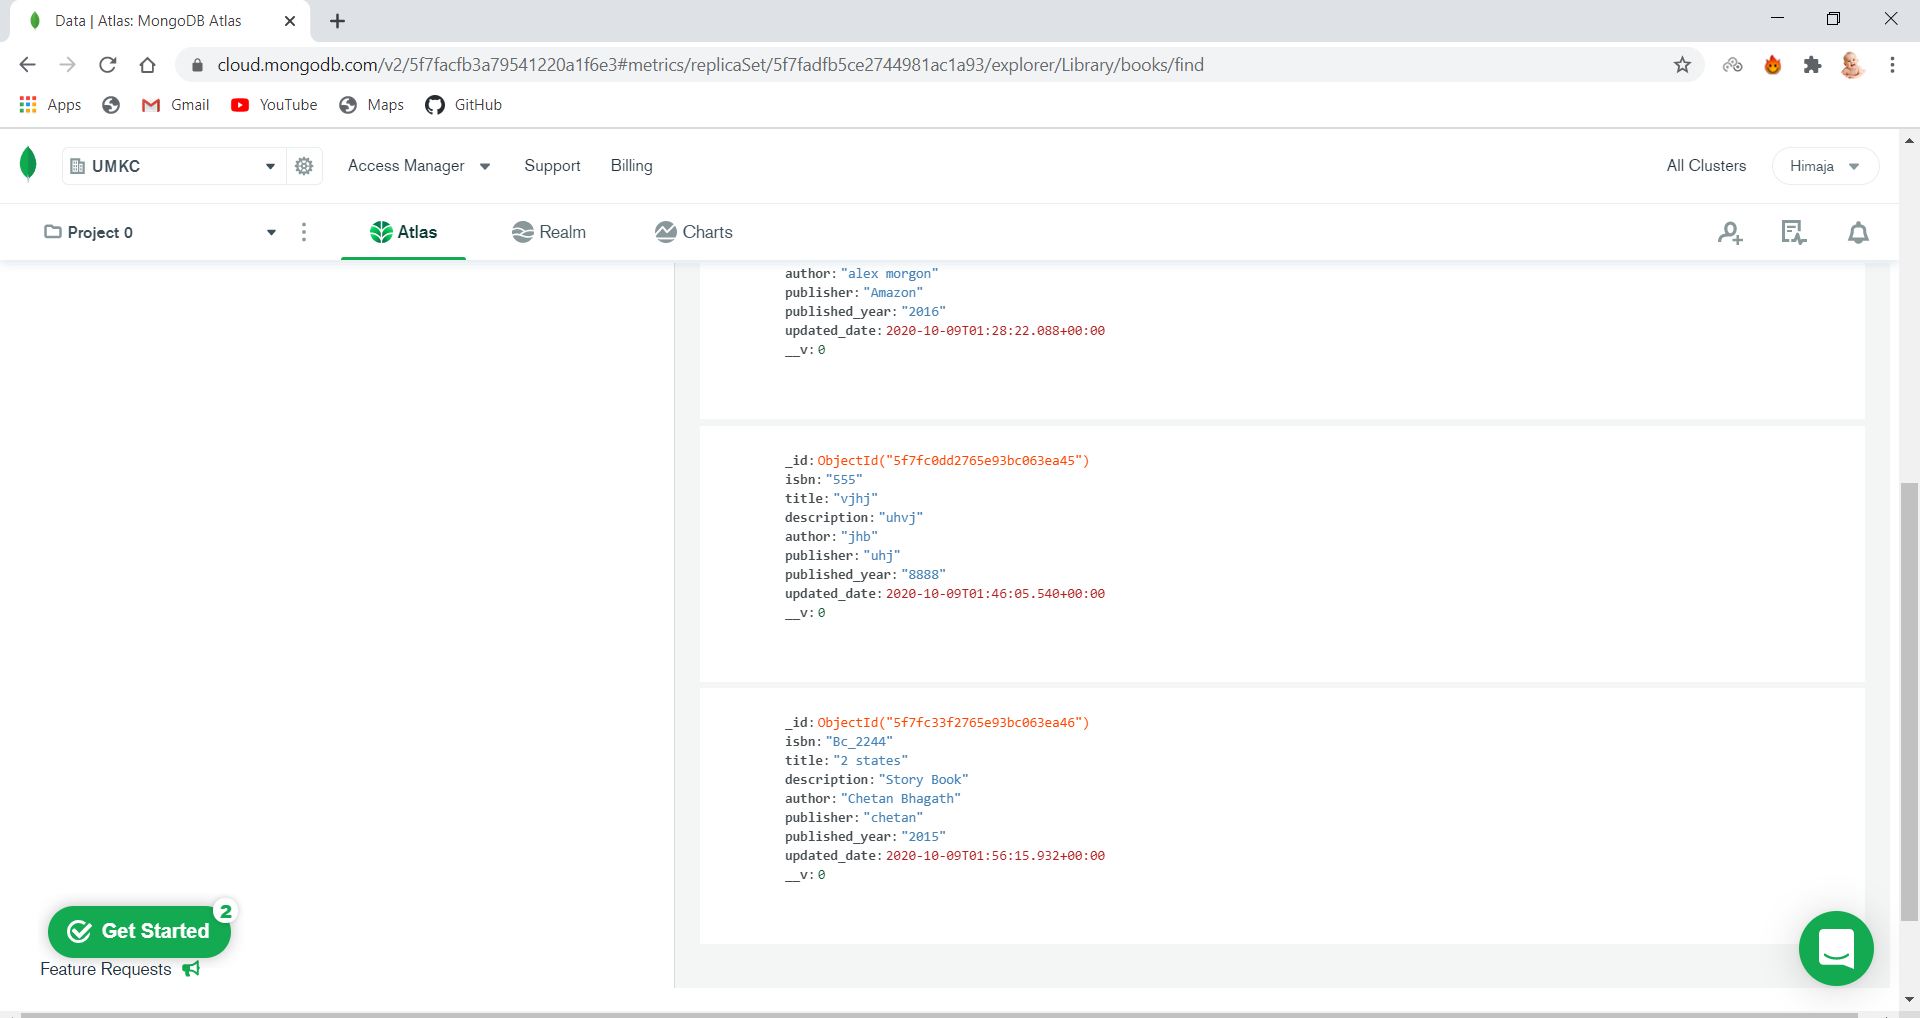 Data | Atlas: MongoDB Atlas
cloud.mongodb.com/v2/5f7facfb3a79541220a1f6e3#metrics/replicaSet/5f7fadfb5ce2744981ac1a93/explorer/Library/books/find
Apps Gmail YouTube Maps GitHub
UMKC Access Manager Support Billing All Clusters Himaja
Project 0 Atlas Realm Charts
author: "alex morgon"
publisher: "Amazon"
published_year: "2016"
updated_date: 2020-10-09T01:28:22.088+00:00
__v: 0
_id: ObjectId("5f7fc0dd2765e93bc063ea45")
isbn: "555"
title: "vjhj"
description: "uhvj"
author: "jhb"
publisher: "uhj"
published_year: "8888"
updated_date: 2020-10-09T01:46:05.540+00:00
__v: 0
_id: ObjectId("5f7fc33f2765e93bc063ea46")
isbn: "Bc_2244"
title: "2 states"
description: "Story Book"
author: "Chetan Bhagath"
publisher: "chetan"
published_year: "2015"
updated_date: 2020-10-09T01:56:15.932+00:00
__v: 0
2
Get Started
Feature Requests